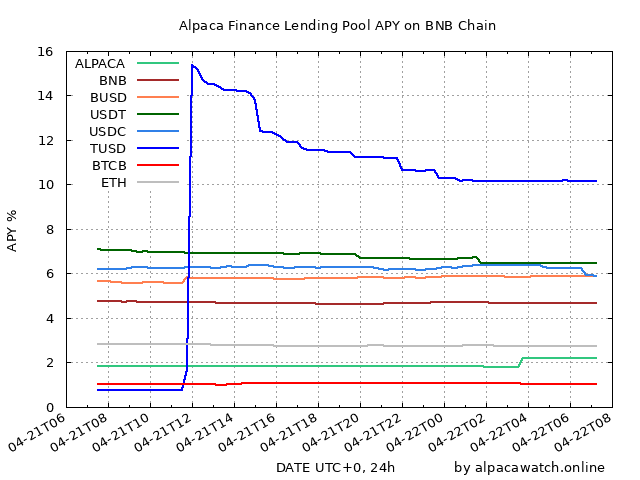 Alpaca Finance Lending Pool APY on BNB Chain
APY %
16
14
12
10
8
6
4
2
0
ALPACA
BNB
BUSD
USDT
USDC
TUSD
BTCB
ETH
04-21T06
04-21T08
04-21T10
04-21T12
04-21T14
04-21T16
04-21T18
04-21T20
04-21T22
04-22T00
04-22T02
04-22T04
04-22T06
04-22T08
DATE UTC+0, 24h
by alpacawatch.online